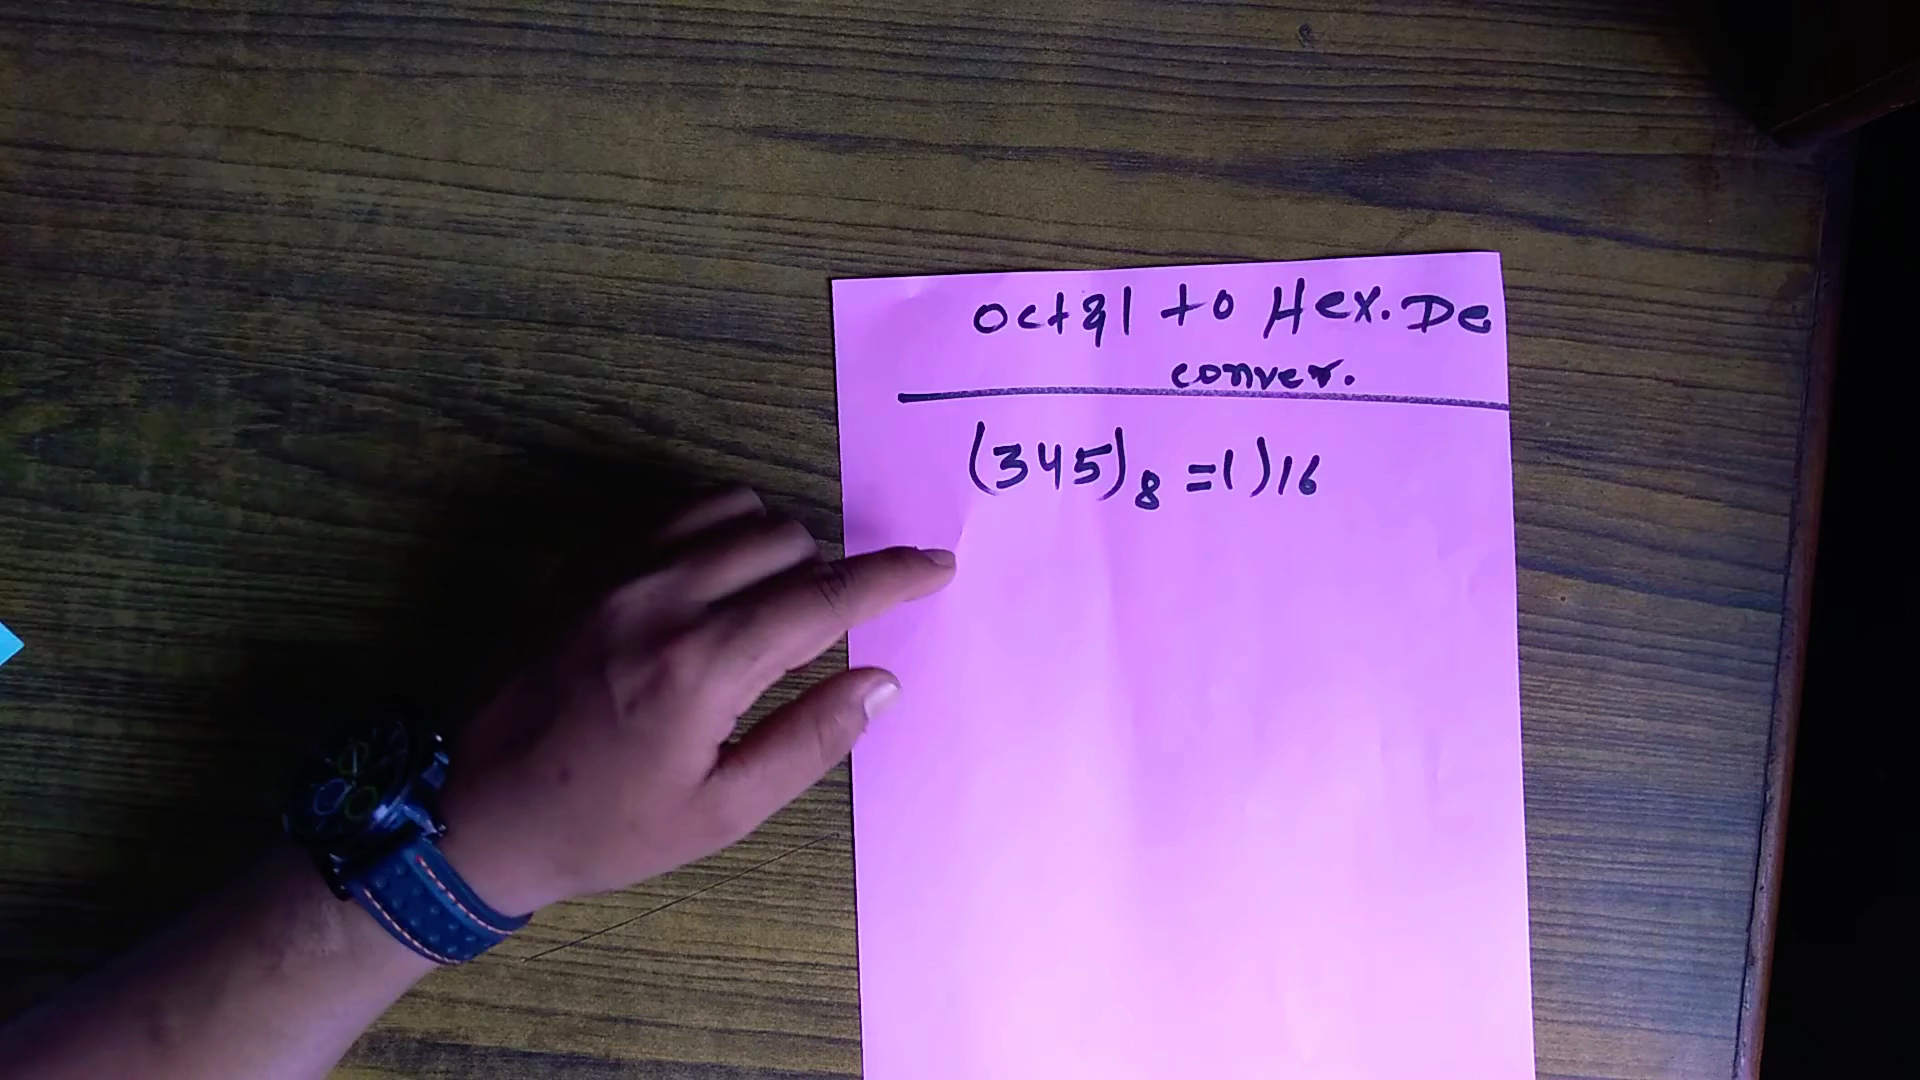 Octal to Hex. De
conver.
(345)8 = ( )16